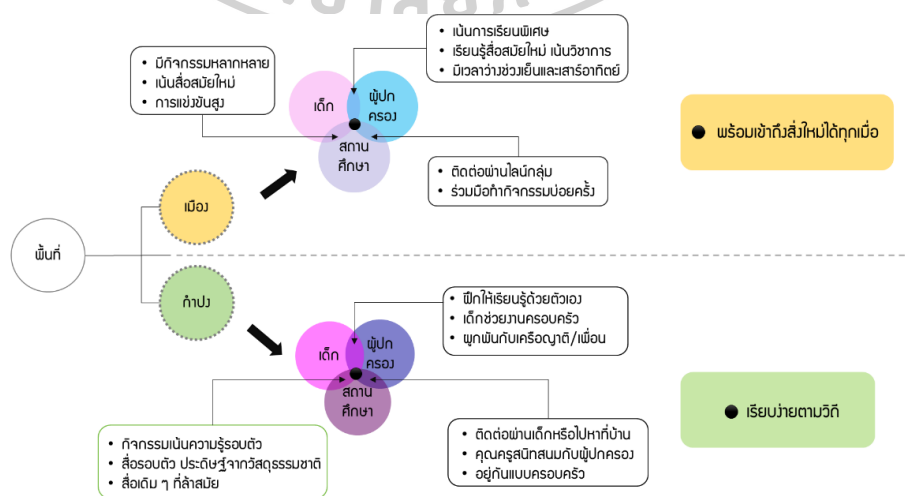 • เน้นการเรียนพิเศษ
• เรียนรู้สื่อสมัยใหม่ เน้นวิชาการ
• มีเวลาว่างช่วงเย็นและเสาร์อาทิตย์
• มีกิจกรรมหลากหลาย
• เน้นสื่อสมัยใหม่
• การแข่งขันสูง
เด็ก
ผู้ปก
ครอง
สถาน
ศึกษา
● พร้อมเข้าถึงสิ่งใหม่ได้ทุกเมื่อ
• ติดต่อผ่านไลน์กลุ่ม
• ร่วมมือทำกิจกรรมบ่อยครั้ง
เมือง
พื้นที่
กำปง
• ฝึกให้เรียนรู้ด้วยตัวเอง
• เด็กช่วยงานครอบครัว
• ผูกพันกับเครือญาติ/เพื่อน
เด็ก
ผู้ปก
ครอง
สถาน
ศึกษา
● เรียบง่ายตามวิถี
• กิจกรรมเน้นความรู้รอบตัว
• สื่อรอบตัว ประดิษฐ์จากวัสดุธรรมชาติ
• สื่อเดิม ๆ ที่ล้าสมัย
• ติดต่อผ่านเด็กหรือไปหาที่บ้าน
• คุณครูสนิทสนมกับผู้ปกครอง
• อยู่กันแบบครอบครัว